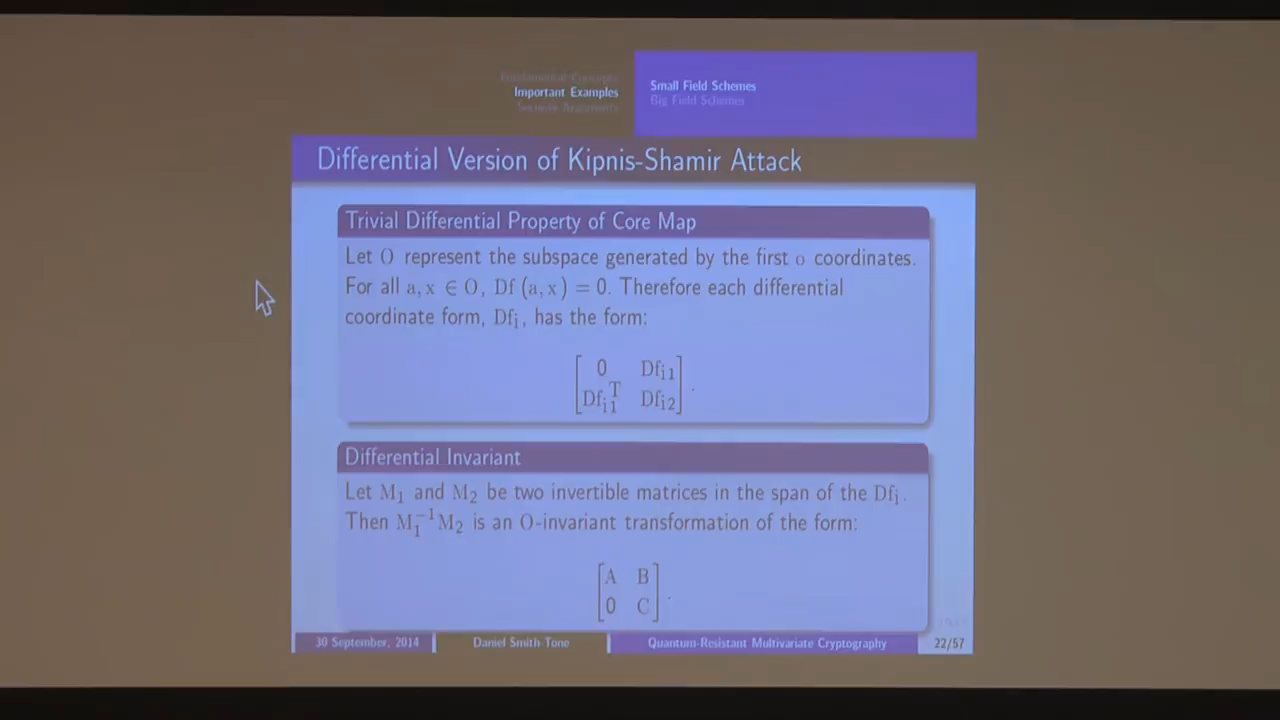 Fundamental Concepts
Important Examples
Security Arguments
Small Field Schemes
Big Field Schemes
Differential Version of Kipnis-Shamir Attack
Trivial Differential Property of Core Map
Let O represent the subspace generated by the first o coordinates.
For all a, x ∈ O, Df (a, x) = 0. Therefore each differential
coordinate form, Dfᵢ, has the form:
[ 0 Dfᵢ₁ ]
[ Dfᵢ₁ᵀ Dfᵢ₂ ] .
Differential Invariant
Let M₁ and M₂ be two invertible matrices in the span of the Dfᵢ.
Then M₁⁻¹M₂ is an O-invariant transformation of the form:
[ A B ]
[ 0 C ] .
30 September, 2014
Daniel Smith-Tone
Quantum-Resistant Multivariate Cryptography
22/57